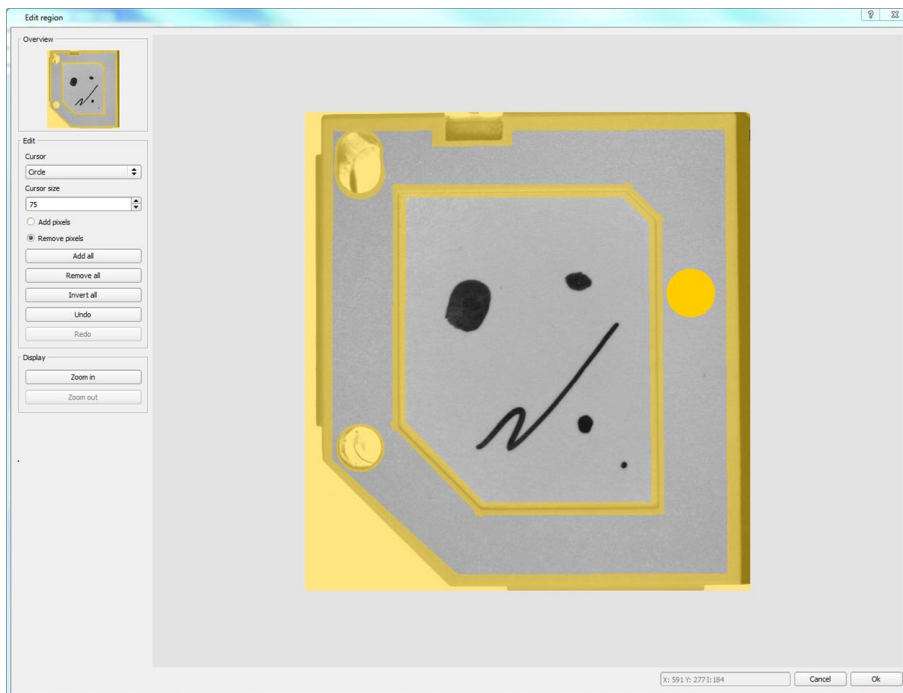 Edit region
Overview
Edit
Cursor
Circle
Cursor size
75
Add pixels
Remove pixels
Add all
Remove all
Invert all
Undo
Redo
Display
Zoom in
Zoom out
X: 591 Y: 277 I:184
Cancel
Ok